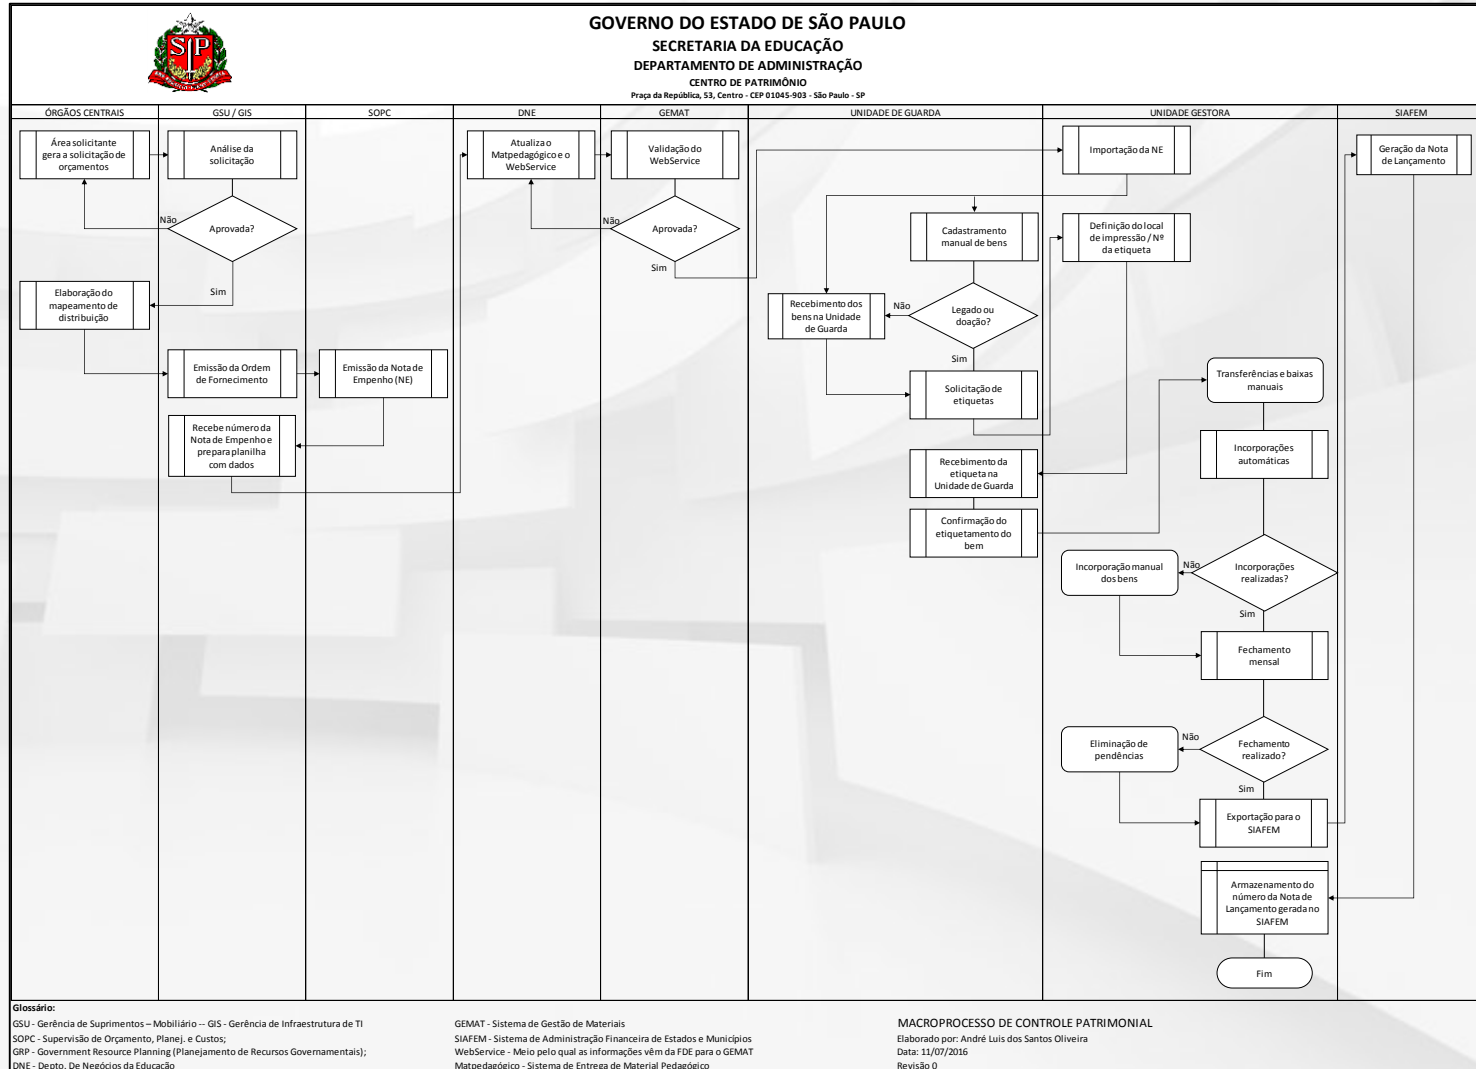 GOVERNO DO ESTADO DE SÃO PAULO
SECRETARIA DA EDUCAÇÃO
DEPARTAMENTO DE ADMINISTRAÇÃO
CENTRO DE PATRIMÔNIO
Praça da República, 53, Centro - CEP 01045-903 - São Paulo - SP
SP
ÓRGÃOS CENTRAIS
GSU / GIS
SOPC
DNE
GEMAT
UNIDADE DE GUARDA
UNIDADE GESTORA
SIAFEM
Área solicitante
gera a solicitação de
orçamentos
Análise da
solicitação
Não
Aprovada?
Sim
Elaboração do
mapeamento de
distribuição
Emissão da Ordem
de Fornecimento
Emissão da Nota de
Empenho (NE)
Recebe número da
Nota de Empenho e
prepara planilha
com dados
Atualiza o
Matpedagógico e o
WebService
Validação do
WebService
Não
Aprovada?
Sim
Importação da NE
Cadastramento
manual de bens
Legado ou
doação?
Não
Sim
Recebimento dos
bens na Unidade
de Guarda
Solicitação de
etiquetas
Definição do local
de impressão / Nº
da etiqueta
Recebimento da
etiqueta na
Unidade de Guarda
Confirmação do
etiquetamento do
bem
Transferências e baixas
manuais
Incorporações
automáticas
Incorporações
realizadas?
Não
Sim
Incorporação manual
dos bens
Fechamento
mensal
Fechamento
realizado?
Não
Sim
Eliminação de
pendências
Exportação para o
SIAFEM
Geração da Nota
de Lançamento
Armazenamento do
número da Nota de
Lançamento gerada no
SIAFEM
Fim
Glossário:
GSU - Gerência de Suprimentos – Mobiliário -- GIS - Gerência de Infraestrutura de TI
SOPC - Supervisão de Orçamento, Planej. e Custos;
GRP - Government Resource Planning (Planejamento de Recursos Governamentais);
DNE - Depto. De Negócios da Educação
GEMAT - Sistema de Gestão de Materiais
SIAFEM - Sistema de Administração Financeira de Estados e Municípios
WebService - Meio pelo qual as informações vêm da FDE para o GEMAT
Matpedagógico - Sistema de Entrega de Material Pedagógico
MACROPROCESSO DE CONTROLE PATRIMONIAL
Elaborado por: André Luis dos Santos Oliveira
Data: 11/07/2016
Revisão 0